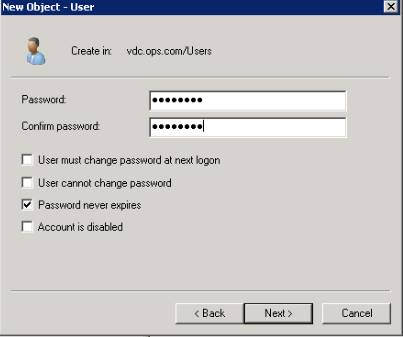 New Object - User
Create in: vdc.ops.com/Users
Password: ●●●●●●●●
Confirm password: ●●●●●●●●
User must change password at next logon
User cannot change password
Password never expires
Account is disabled
< Back Next > Cancel